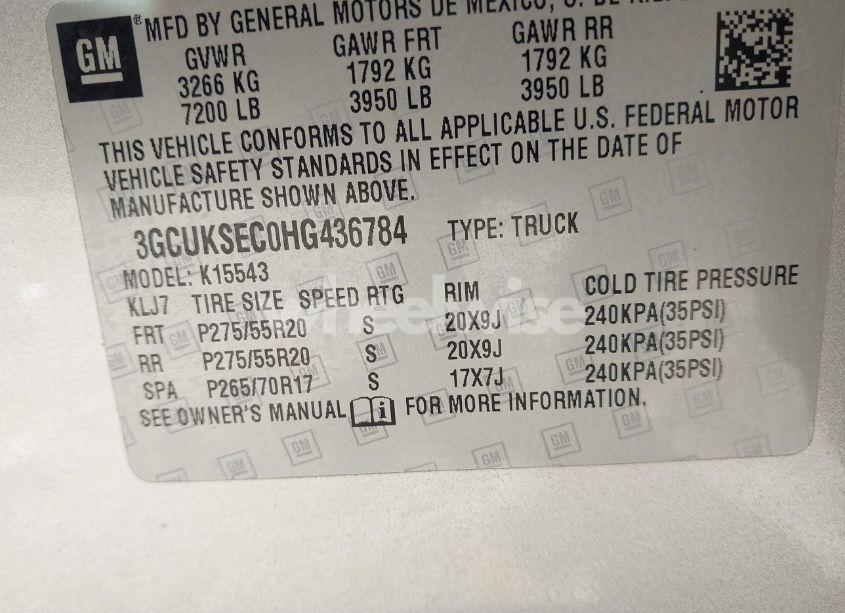 GM
MFD BY GENERAL MOTORS DE MEXICO, S. DE
GVWR GAWR FRT GAWR RR
3266 KG 1792 KG 1792 KG
7200 LB 3950 LB 3950 LB
THIS VEHICLE CONFORMS TO ALL APPLICABLE U.S. FEDERAL MOTOR
VEHICLE SAFETY STANDARDS IN EFFECT ON THE DATE OF
MANUFACTURE SHOWN ABOVE.
3GCUKSEC0HG436784 TYPE: TRUCK
MODEL: K15543
KLJ7 TIRE SIZE SPEED RTG RIM COLD TIRE PRESSURE
FRT P275/55R20 S 20X9J 240KPA(35PSI)
RR P275/55R20 S 20X9J 240KPA(35PSI)
SPA P265/70R17 S 17X7J 240KPA(35PSI)
SEE OWNER'S MANUAL FOR MORE INFORMATION.